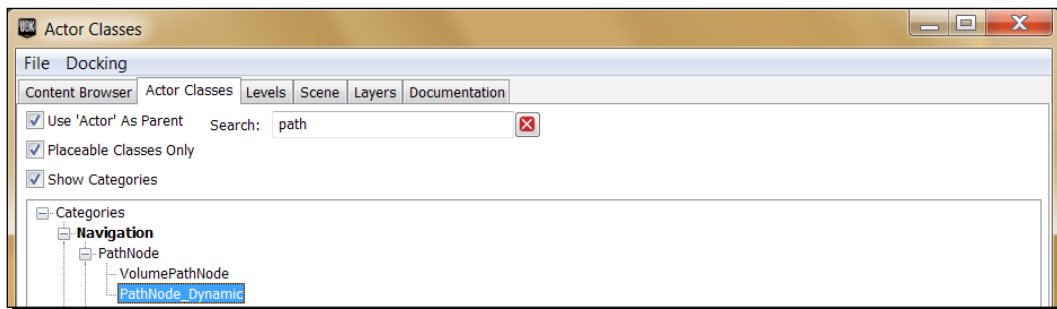 UDK Actor Classes
File Docking
Content Browser Actor Classes Levels Scene Layers Documentation
Use 'Actor' As Parent Search: path
Placeable Classes Only
Show Categories
Categories
Navigation
PathNode
VolumePathNode
PathNode_Dynamic